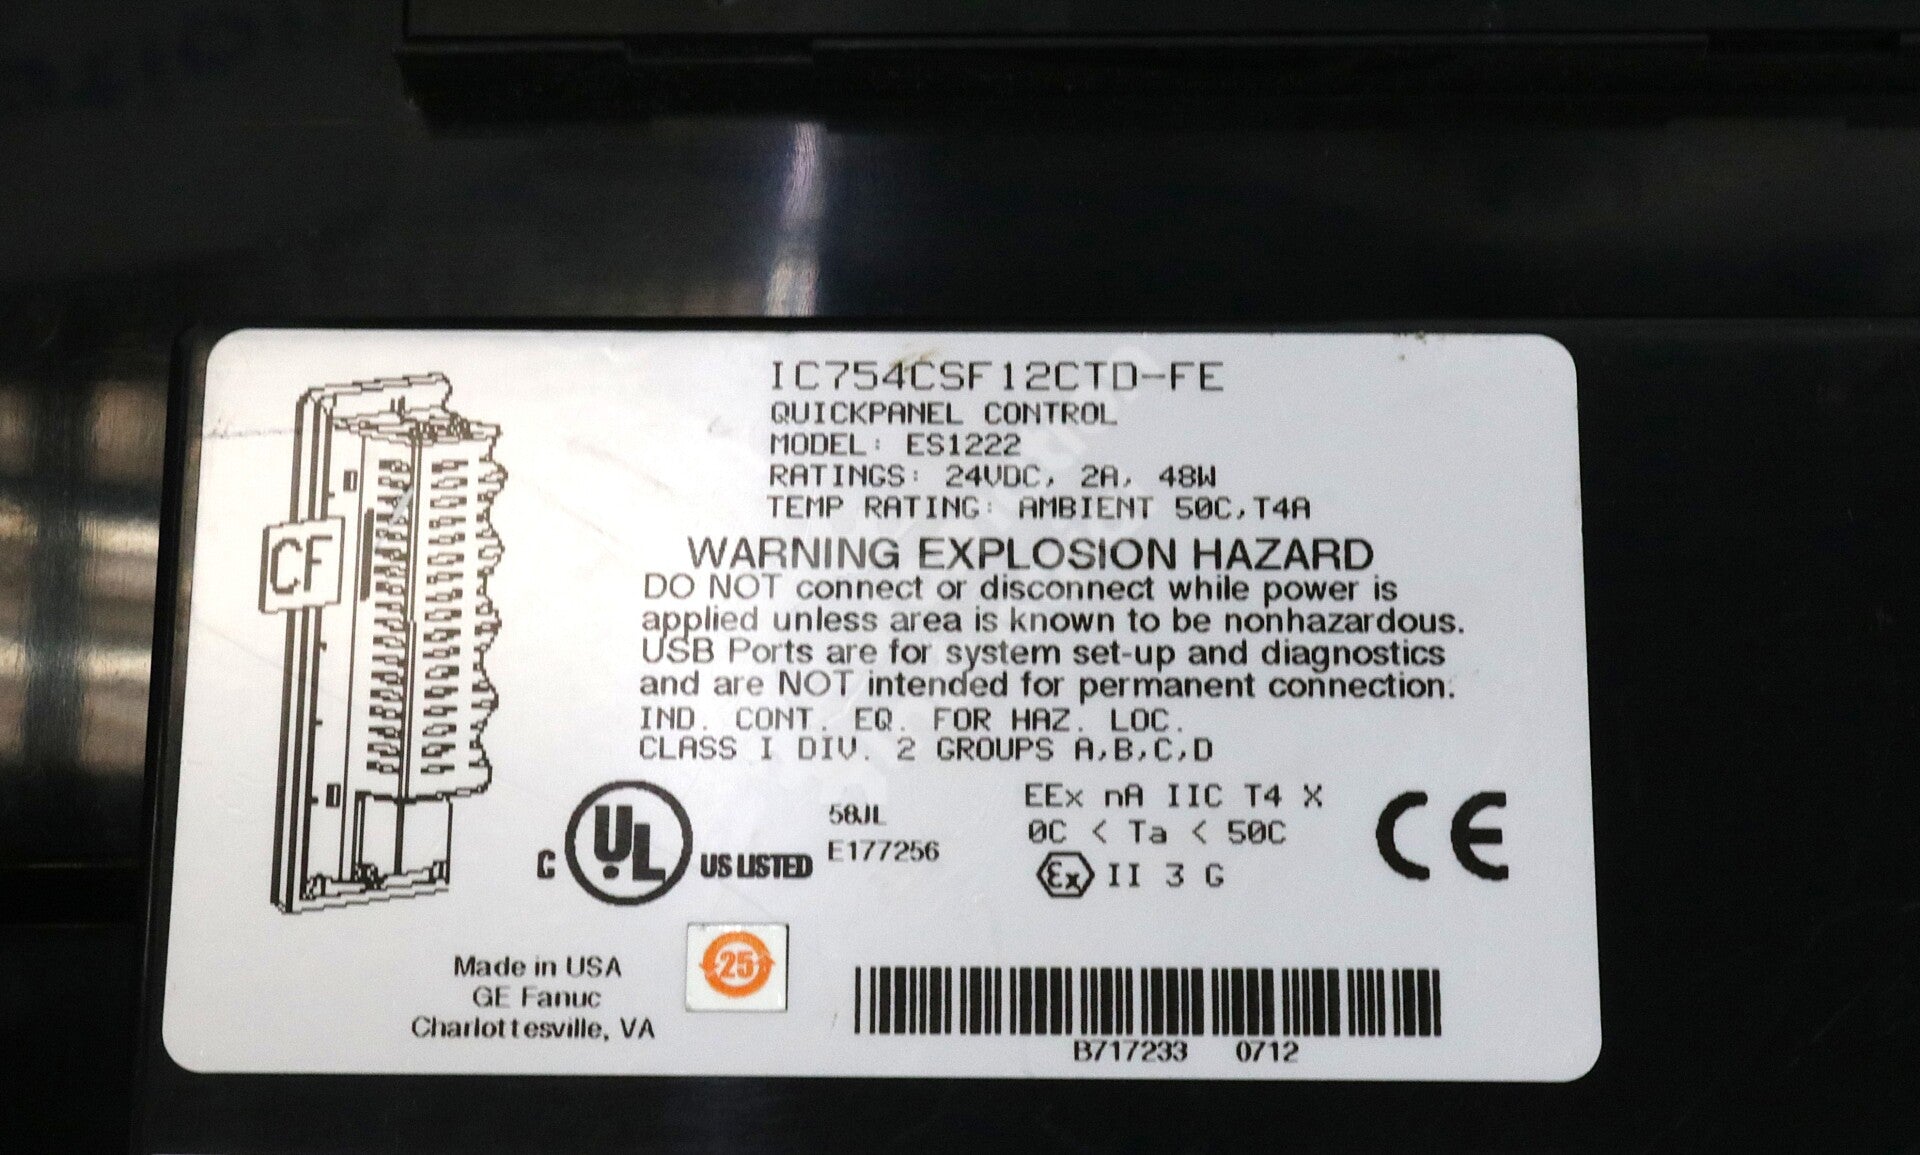 IC754CSF12CTD-FE
QUICKPANEL CONTROL
MODEL: ES1222
RATINGS: 24VDC, 2A, 48W
TEMP RATING: AMBIENT 50C,T4A
WARNING EXPLOSION HAZARD
DO NOT connect or disconnect while power is
applied unless area is known to be nonhazardous.
USB Ports are for system set-up and diagnostics
and are NOT intended for permanent connection.
IND. CONT. EQ. FOR HAZ. LOC.
CLASS I DIV. 2 GROUPS A,B,C,D
CF
C UL US LISTED
58JL
E177256
EEx nA IIC T4 X
0C < Ta < 50C
Ex II 3 G
CE
Made in USA
GE Fanuc
Charlottesville, VA
25
B717233 0712